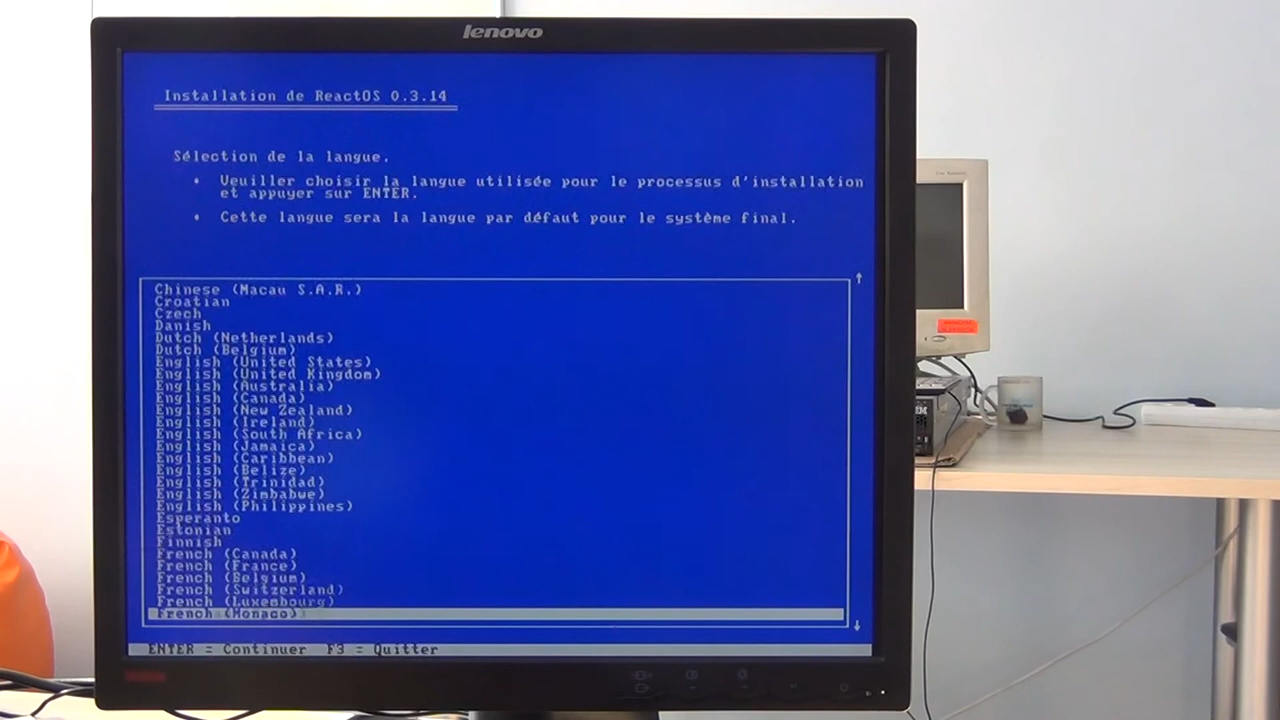 lenovo
Installation de ReactOS 0.3.14
Sélection de la langue.
• Veuiller choisir la langue utilisée pour le processus d'installation
et appuyer sur ENTER.
• Cette langue sera la langue par défaut pour le système final.
Chinese (Macau S.A.R.)
Croatian
Czech
Danish
Dutch (Netherlands)
Dutch (Belgium)
English (United States)
English (United Kingdom)
English (Australia)
English (Canada)
English (New Zealand)
English (Ireland)
English (South Africa)
English (Jamaica)
English (Caribbean)
English (Belize)
English (Trinidad)
English (Zimbabwe)
English (Philippines)
Esperanto
Estonian
Finnish
French (Canada)
French (France)
French (Belgium)
French (Switzerland)
French (Luxembourg)
French (Monaco)
ENTER = Continuer F3 = Quitter
IBM